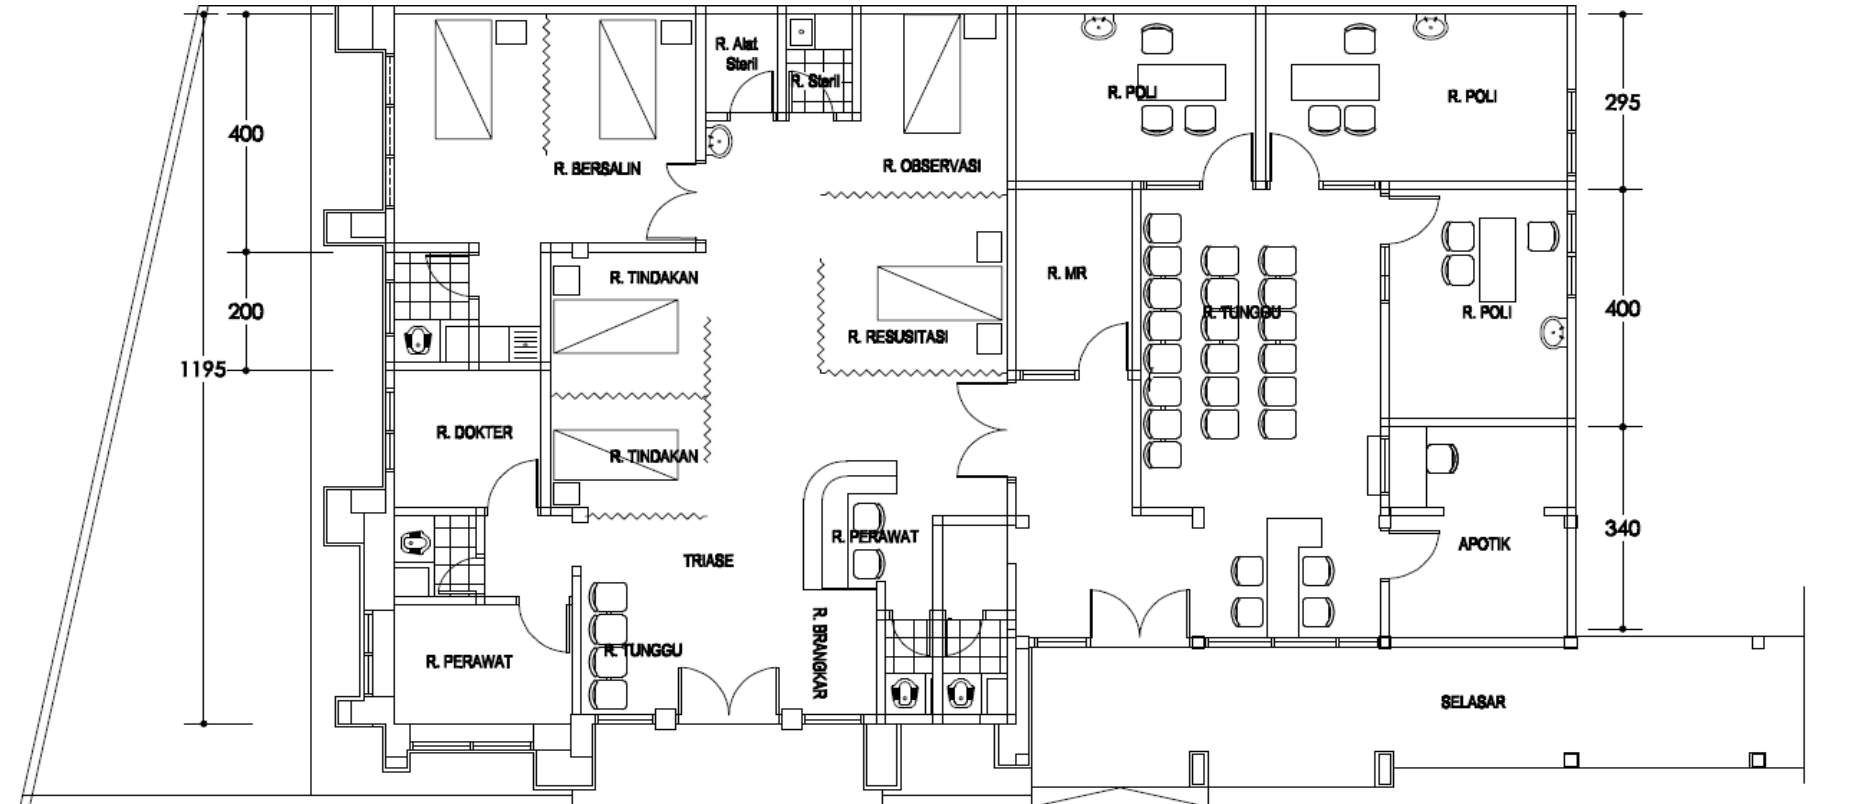 R. Alat
Steril
R. Steril
R. POLI
R. POLI
295
400
R. BERSALIN
R. OBSERVASI
R. TINDAKAN
R. MR
200
R. TUNGGU
R. POLI
400
R. RESUSITASI
1195
R. DOKTER
R. TINDAKAN
R. PERAWAT
APOTIK
340
TRIASE
R. BRANGKAR
R. TUNGGU
R. PERAWAT
SELASAR